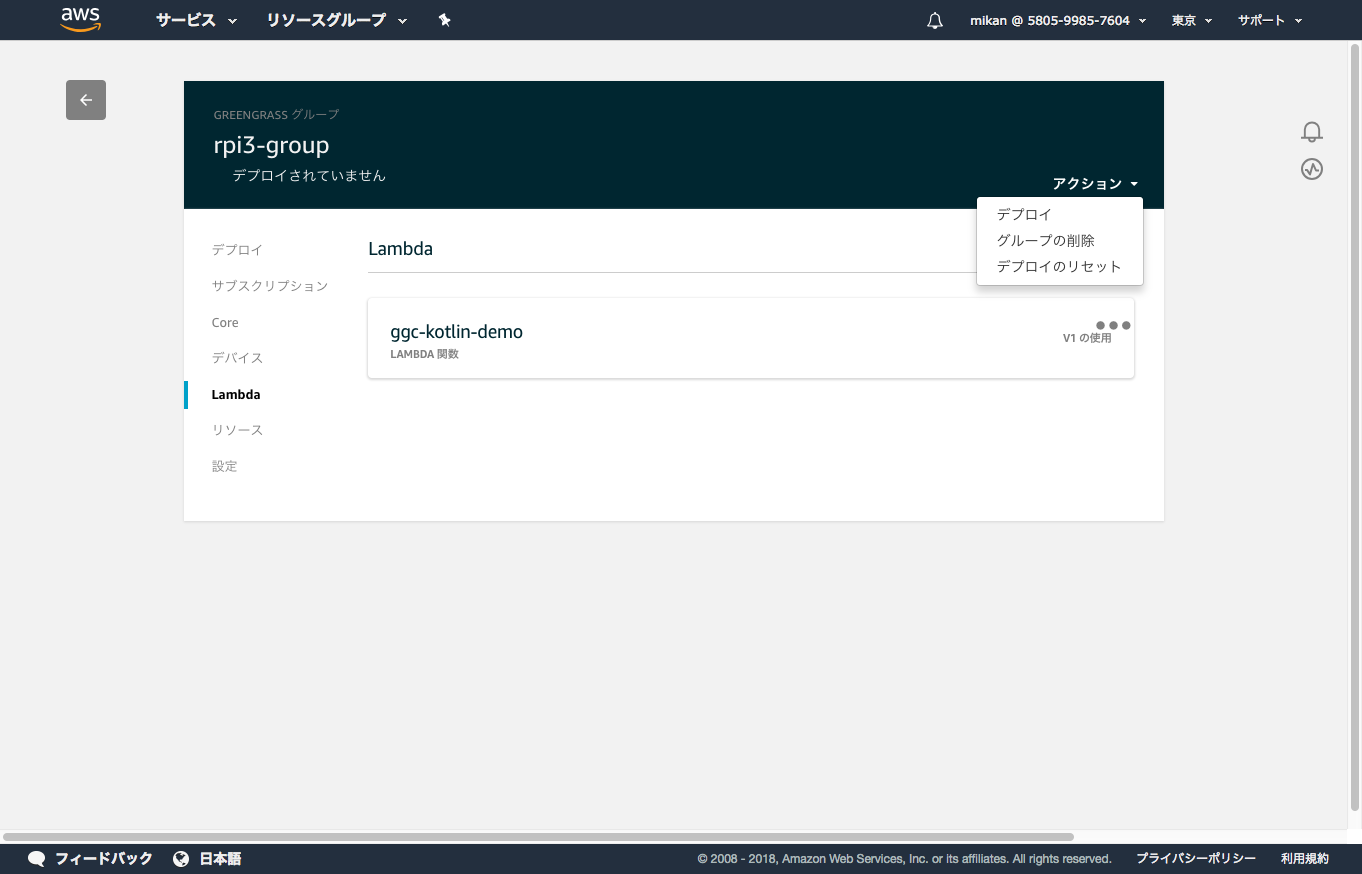 aws サービス リソースグループ mikan @ 5805-9985-7604 東京 サポート
GREENGRASS グループ
rpi3-group
デプロイされていません
アクション
デプロイ
グループの削除
デプロイのリセット
デプロイ
サブスクリプション
Core
デバイス
Lambda
リソース
設定
Lambda
ggc-kotlin-demo
LAMBDA 関数
V1 の使用
フィードバック 日本語 © 2008 - 2018, Amazon Web Services, Inc. or its affiliates. All rights reserved. プライバシーポリシー 利用規約